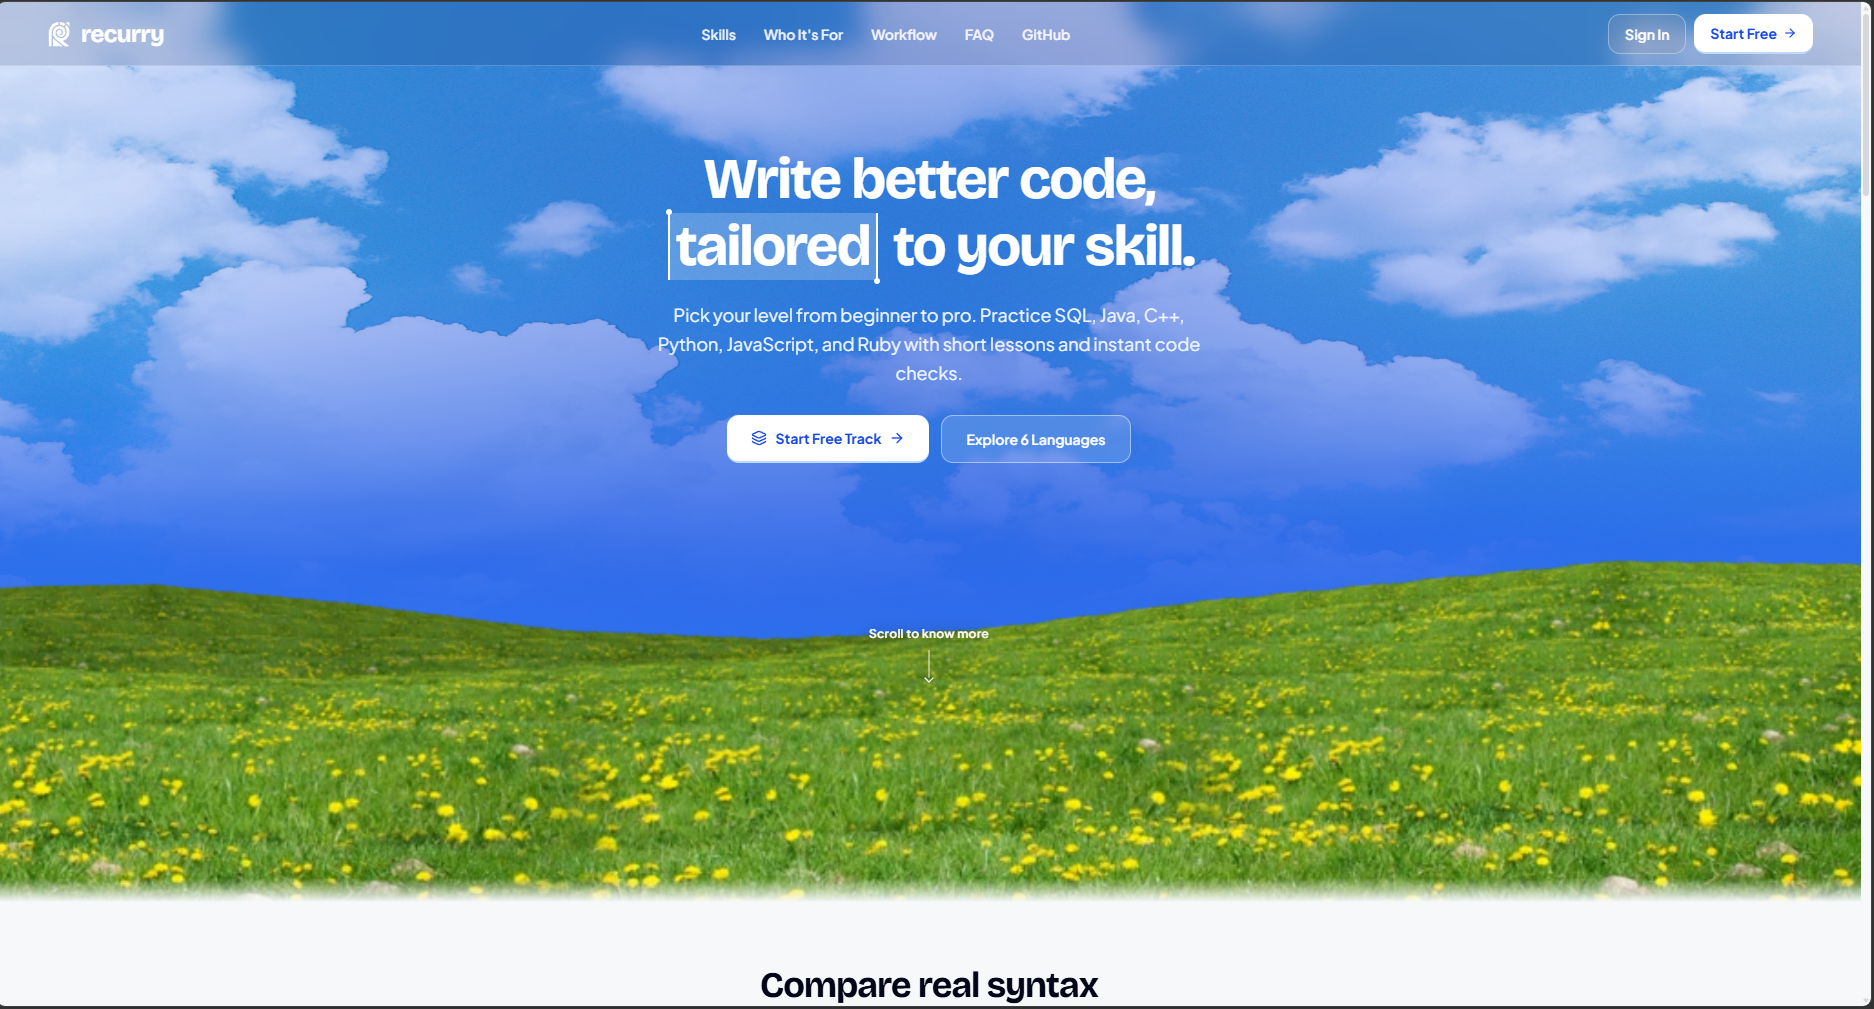 recurry
Skills
Who It's For
Workflow
FAQ
GitHub
Sign In
Start Free
Write better code,
tailored to your skill.
Pick your level from beginner to pro. Practice SQL, Java, C++,
Python, JavaScript, and Ruby with short lessons and instant code
checks.
Start Free Track
Explore 6 Languages
Scroll to know more
Compare real syntax